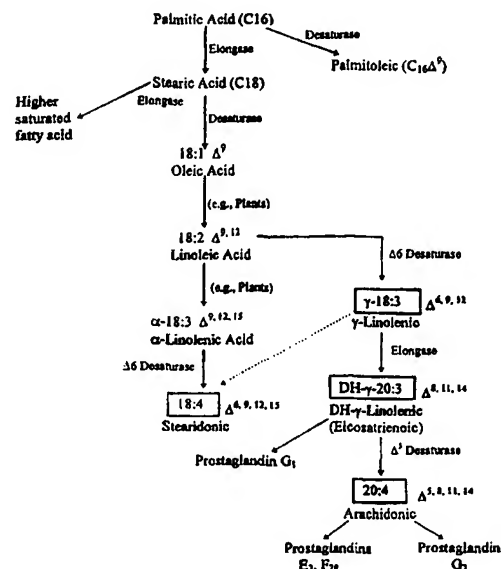 Palmitic Acid (C16)
Desaturase
Elongase
Palmitoleic (C16Δ9)
Stearic Acid (C18)
Elongase
Higher
saturated
fatty acid
Desaturase
18:1 Δ9
Oleic Acid
(e.g., Plants)
18:2 Δ9, 12
Linoleic Acid
Δ6 Desaturase
(e.g., Plants)
γ-18:3 Δ6, 9, 12
γ-Linolenic
α-18:3 Δ9, 12, 15
α-Linolenic Acid
Elongase
Δ6 Desaturase
DH-γ-20:3 Δ8, 11, 14
DH-γ-Linolenic
(Eicosatrienoic)
18:4 Δ6, 9, 12, 15
Stearidonic
Prostaglandin G1
Δ5 Desaturase
20:4 Δ5, 8, 11, 14
Arachidonic
Prostaglandins
E2, F2α
Prostaglandin
G2